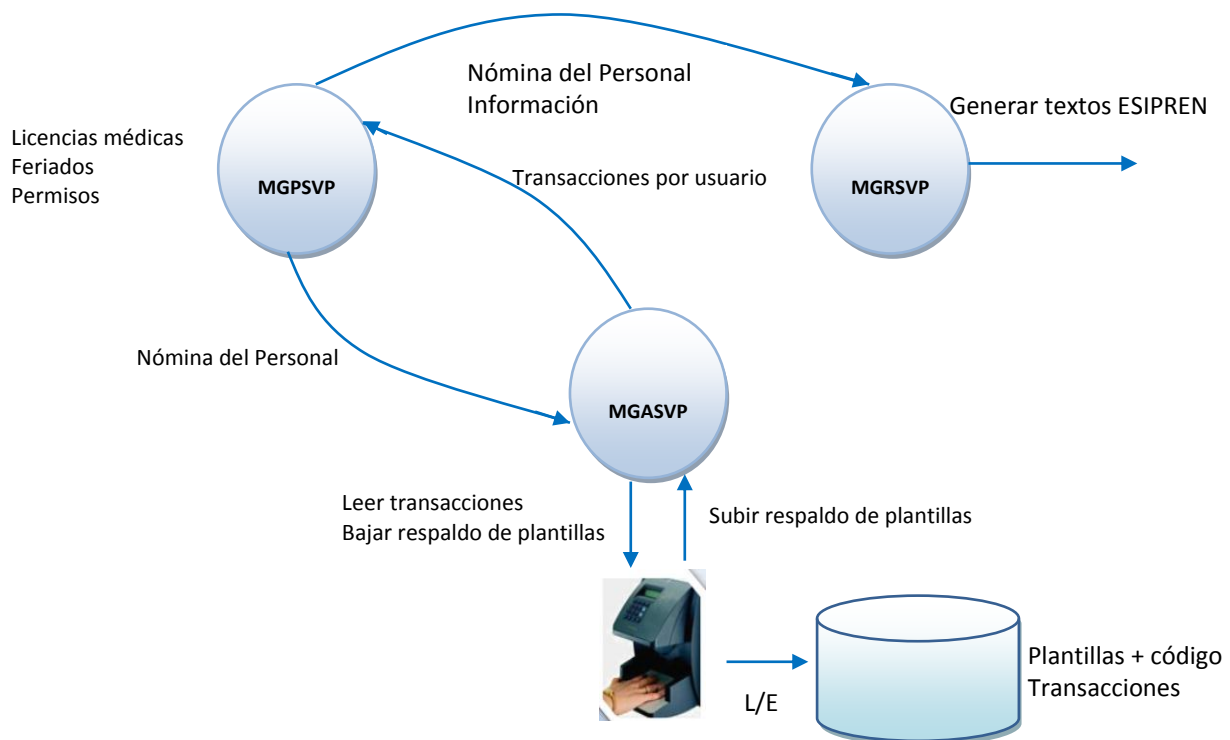 Nómina del Personal
Información
Generar textos ESIPREN
Licencias médicas
Feriados
Permisos
MGPSVP
Transacciones por usuario
MGRSVP
Nómina del Personal
MGASVP
Leer transacciones
Bajar respaldo de plantillas
Subir respaldo de plantillas
L/E
Plantillas + código
Transacciones